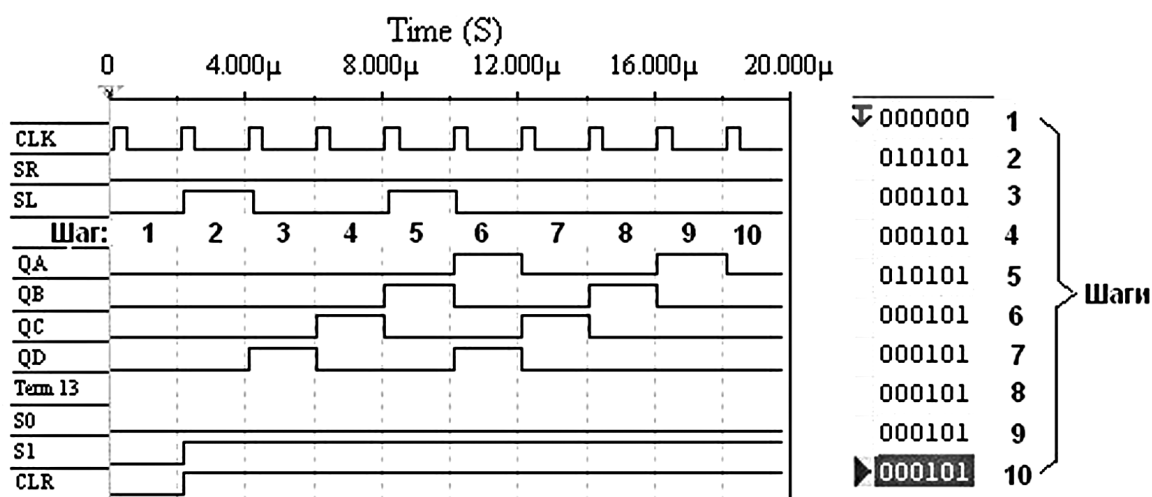 Time (S)
0 4.000µ 8.000µ 12.000µ 16.000µ 20.000µ
CLK
SR
SL
Шаг: 1 2 3 4 5 6 7 8 9 10
QA
QB
QC
QD
Term 13
S0
S1
CLR
000000 1
010101 2
000101 3
000101 4
010101 5
000101 6
000101 7
000101 8
000101 9
000101 10
Шаги